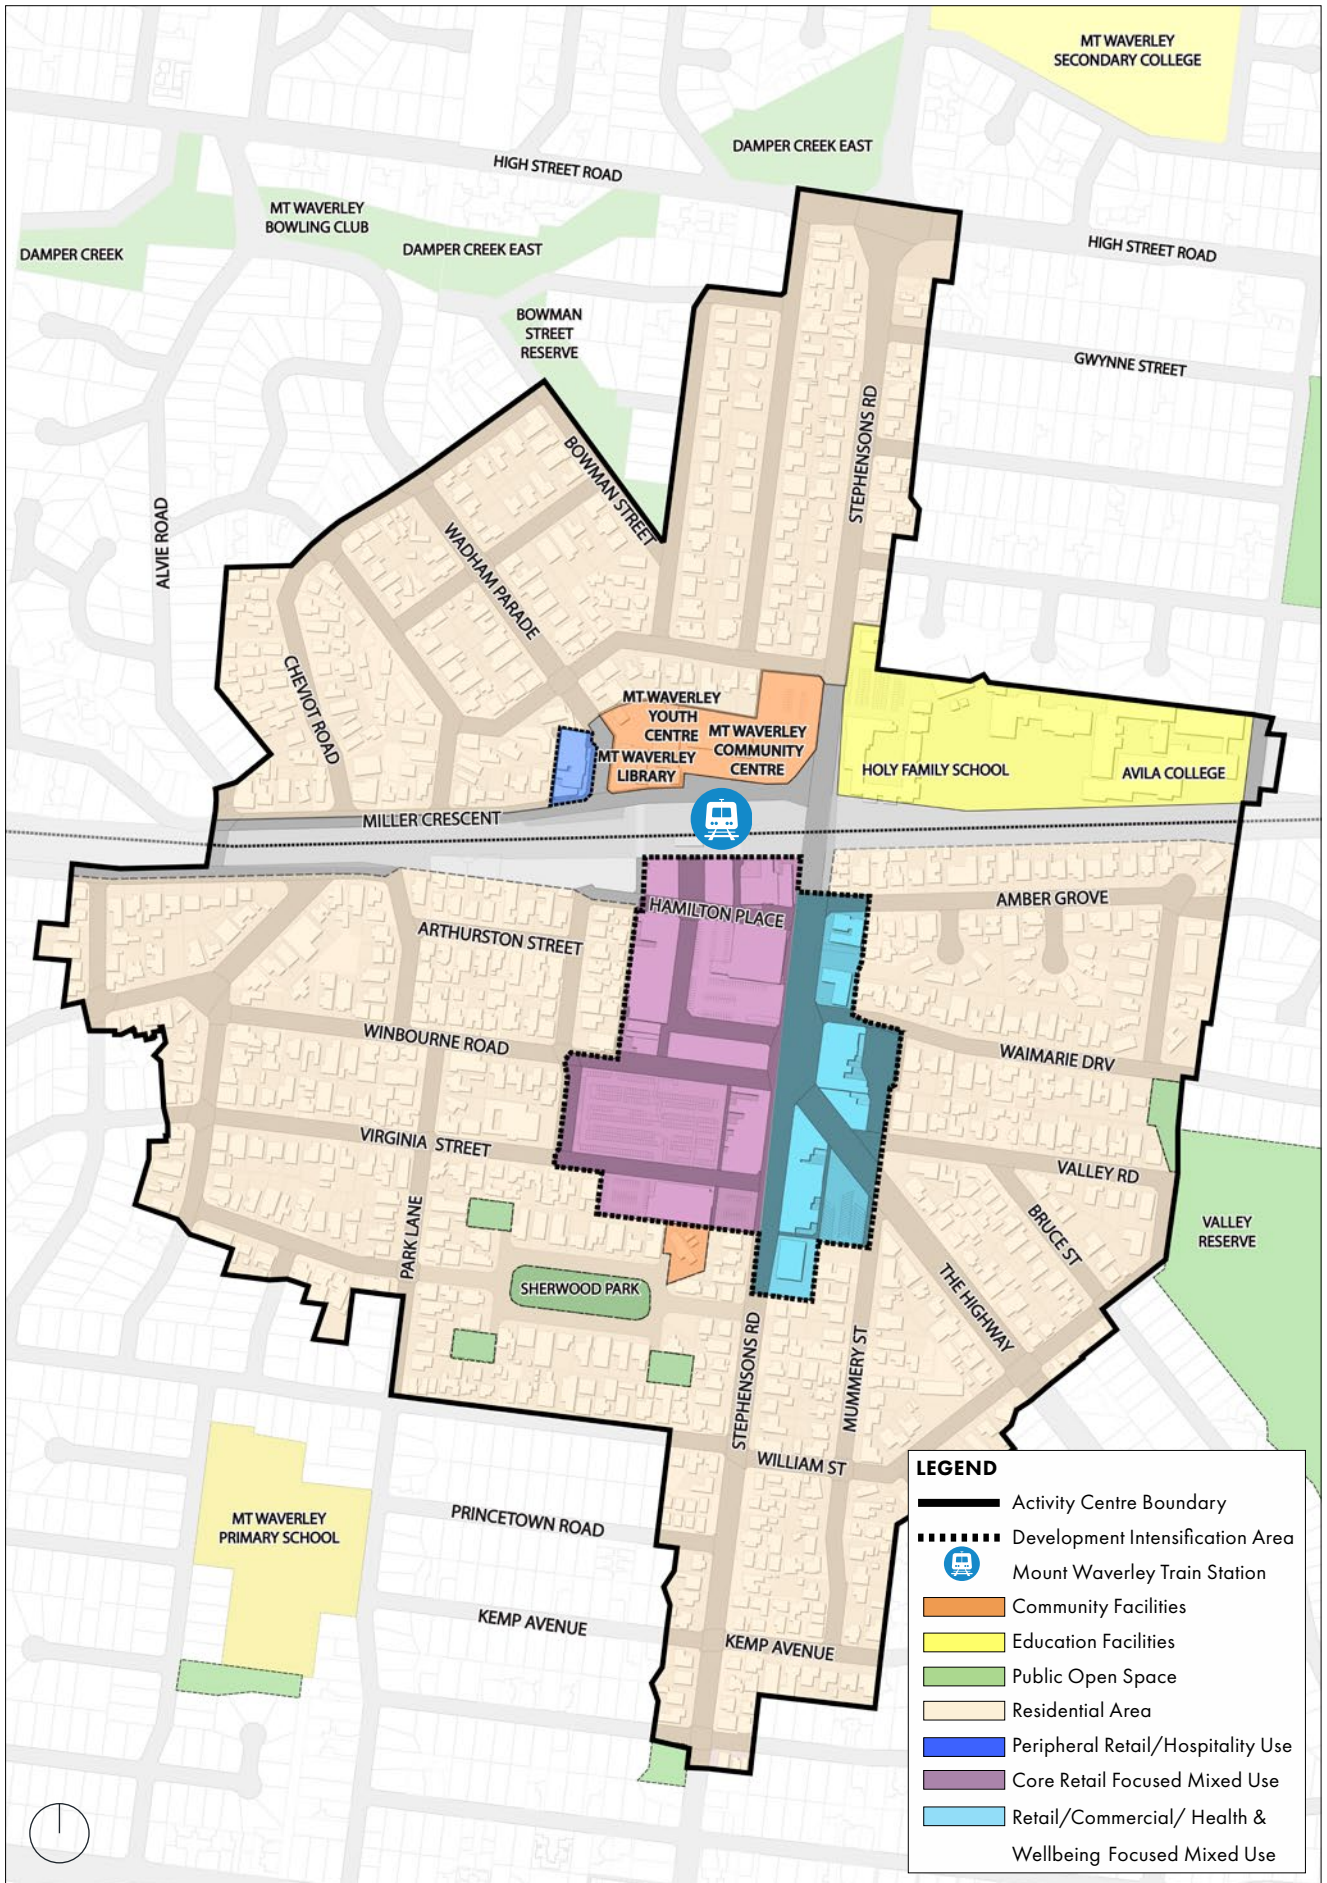 MT WAVERLEY
SECONDARY COLLEGE
DAMPER CREEK EAST
HIGH STREET ROAD
MT WAVERLEY
BOWLING CLUB
DAMPER CREEK
DAMPER CREEK EAST
HIGH STREET ROAD
BOWMAN
STREET
RESERVE
GWYNNE STREET
STEPHENSONS RD
BOWMAN STREET
ALVIE ROAD
WADHAM PARADE
CHEVIOT ROAD
MT WAVERLEY
YOUTH
CENTRE
MT WAVERLEY
COMMUNITY
CENTRE
MT WAVERLEY
LIBRARY
HOLY FAMILY SCHOOL
AVILA COLLEGE
MILLER CRESCENT
AMBER GROVE
HAMILTON PLACE
ARTHURSTON STREET
WINBOURNE ROAD
WAIMARIE DRV
VIRGINIA STREET
VALLEY RD
PARK LANE
BRUCE ST
VALLEY
RESERVE
SHERWOOD PARK
THE HIGHWAY
STEPHENSONS RD
MUMMERY ST
WILLIAM ST
MT WAVERLEY
PRIMARY SCHOOL
PRINCETOWN ROAD
KEMP AVENUE
KEMP AVENUE
LEGEND
Activity Centre Boundary
Development Intensification Area
Mount Waverley Train Station
Community Facilities
Education Facilities
Public Open Space
Residential Area
Peripheral Retail/Hospitality Use
Core Retail Focused Mixed Use
Retail/Commercial/ Health &
Wellbeing Focused Mixed Use